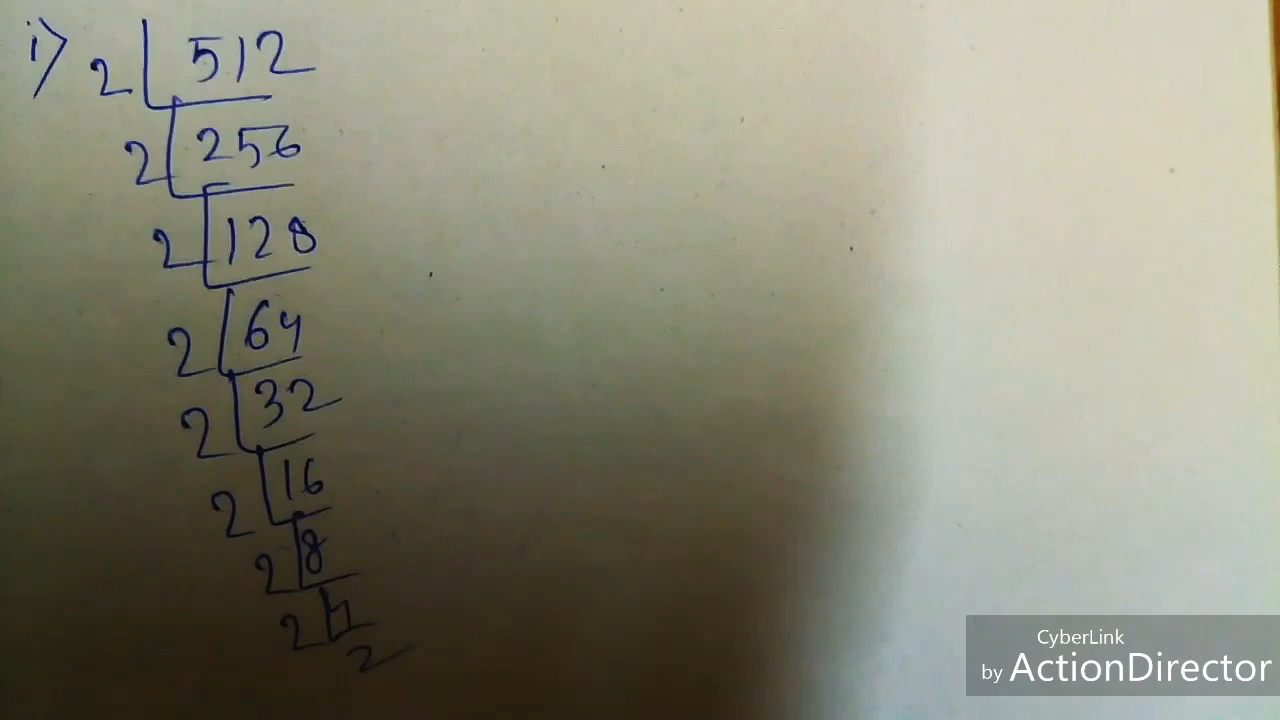 i) 2 512
2 256
2 128
2 64
2 32
2 16
2 8
2 4
2
CyberLink
by ActionDirector